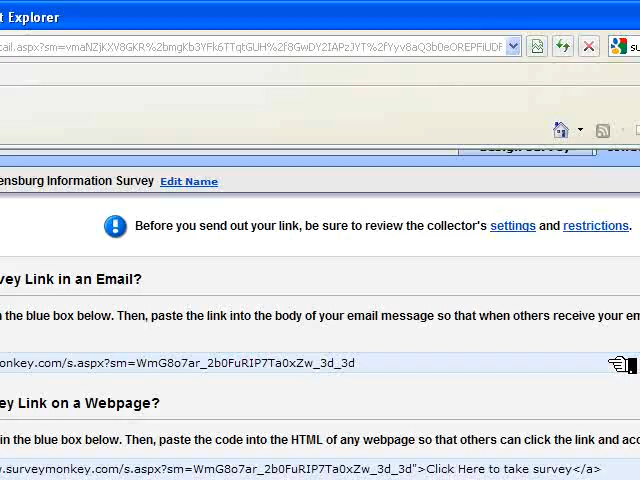 t Explorer
tail.aspx?sm=vmaNZjKXV8GKR%2bmgKb3YFk6TTqtGUH%2f8GwDY2IAPzJYT%2fYyv8aQ3b0eOREPFiUDF
su
ensburg Information Survey Edit Name
Before you send out your link, be sure to review the collector's settings and restrictions.
vey Link in an Email?
n the blue box below. Then, paste the link into the body of your email message so that when others receive your em
onkey.com/s.aspx?sm=WmG8o7ar_2b0FuRIP7Ta0xZw_3d_3d
ey Link on a Webpage?
in the blue box below. Then, paste the code into the HTML of any webpage so that others can click the link and acc
w.surveymonkey.com/s.aspx?sm=WmG8o7ar_2b0FuRIP7Ta0xZw_3d_3d">Click Here to take survey</a>